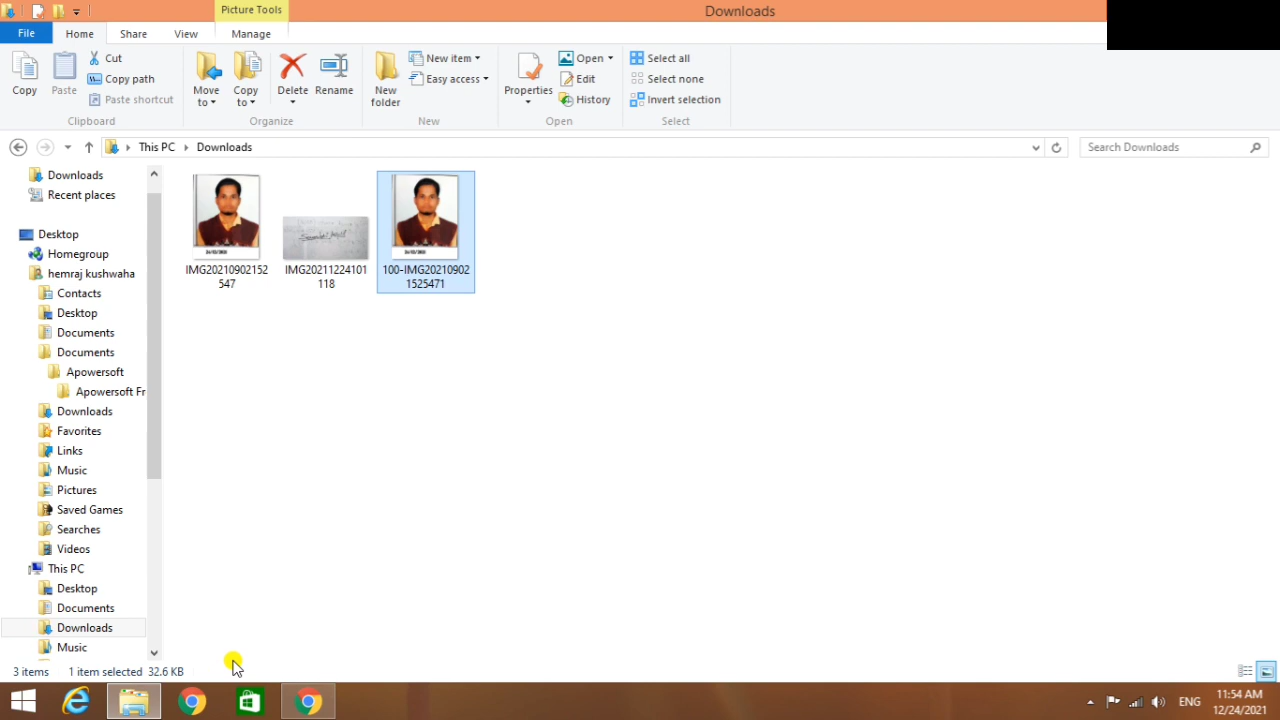 Picture Tools
Downloads
File
Home
Share
View
Manage
Copy
Paste
Cut
Copy path
Paste shortcut
Clipboard
Move to
Copy to
Delete
Rename
Organize
New folder
New item
Easy access
New
Properties
Open
Edit
History
Open
Select all
Select none
Invert selection
Select
This PC
Downloads
Search Downloads
Downloads
Recent places
Desktop
Homegroup
hemraj kushwaha
Contacts
Desktop
Documents
Documents
Apowersoft
Apowersoft Fr
Downloads
Favorites
Links
Music
Pictures
Saved Games
Searches
Videos
This PC
Desktop
Documents
Downloads
Music
IMG20210902152
547
IMG20211224101
118
100-IMG20210902
1525471
3 items
1 item selected 32.6 KB
ENG
11:54 AM
12/24/2021